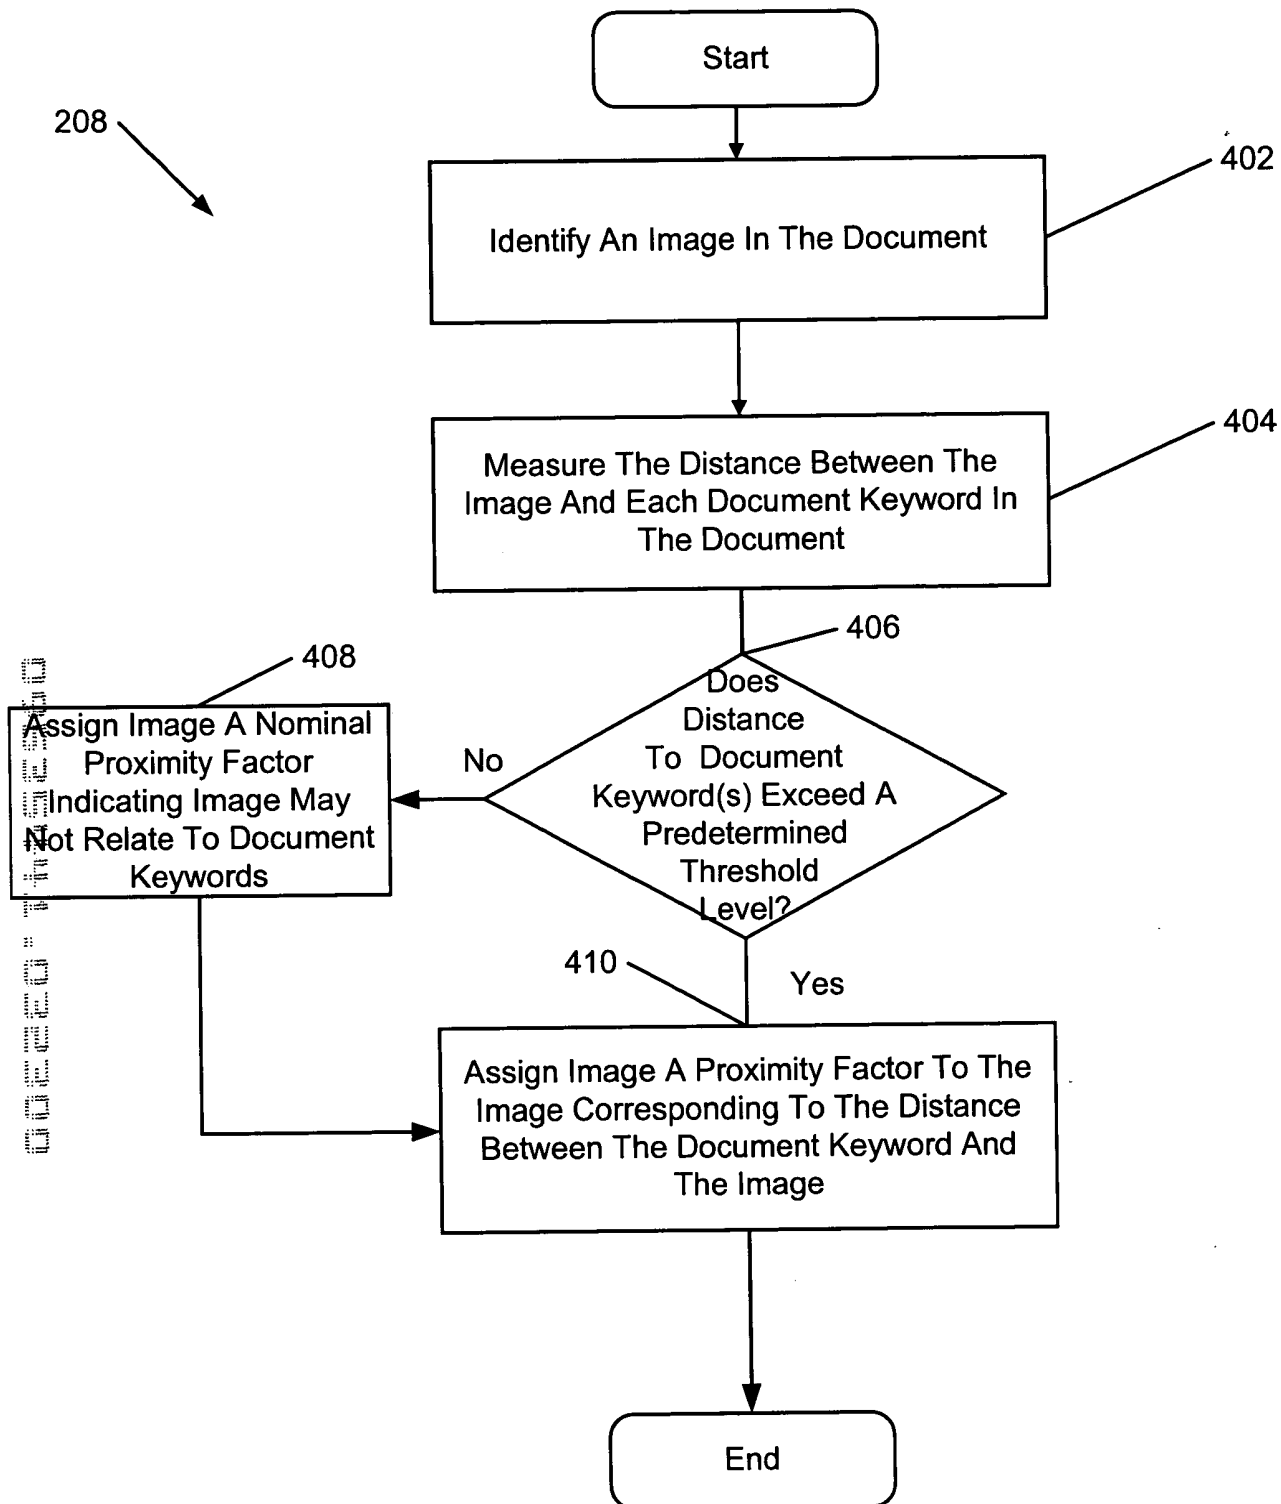 Start
208
402
Identify An Image In The Document
404
Measure The Distance Between The
Image And Each Document Keyword In
The Document
406
408
Does
Distance
To Document
Keyword(s) Exceed A
Predetermined
Threshold
Level?
No
Assign Image A Nominal
Proximity Factor
Indicating Image May
Not Relate To Document
Keywords
410
Yes
Assign Image A Proximity Factor To The
Image Corresponding To The Distance
Between The Document Keyword And
The Image
End